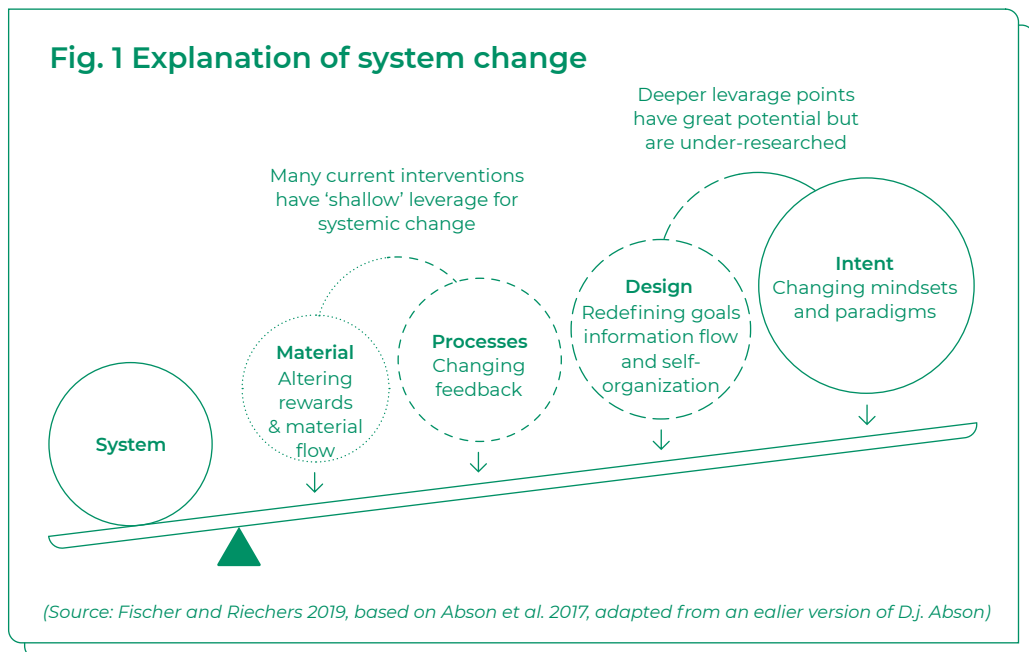 Fig. 1 Explanation of system change
Deeper levarage points
have great potential but
are under-researched
Many current interventions
have ‘shallow’ leverage for
systemic change
System
Material
Altering
rewards
& material
flow
Processes
Changing
feedback
Design
Redefining goals
information flow
and self-
organization
Intent
Changing mindsets
and paradigms
(Source: Fischer and Riechers 2019, based on Abson et al. 2017, adapted from an ealier version of D.j. Abson)